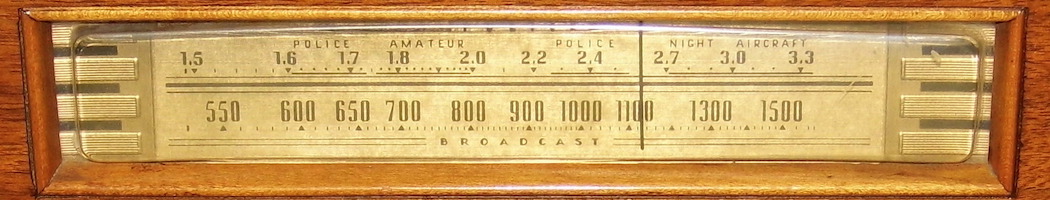 POLICE AMATEUR POLICE NIGHT AIRCRAFT
1.5 1.6 1.7 1.8 2.0 2.2 2.4 2.7 3.0 3.3
550 600 650 700 800 900 1000 1100 1300 1500
BROADCAST